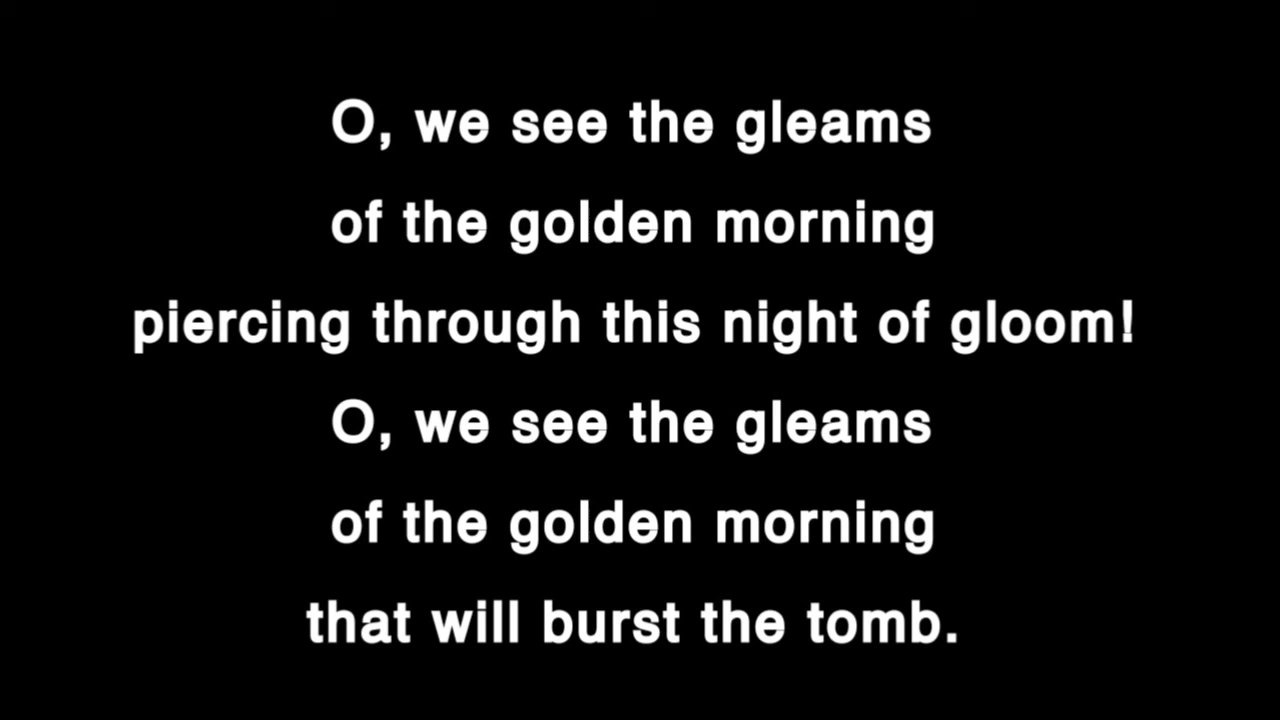 O, we see the gleams
of the golden morning
piercing through this night of gloom!
O, we see the gleams
of the golden morning
that will burst the tomb.